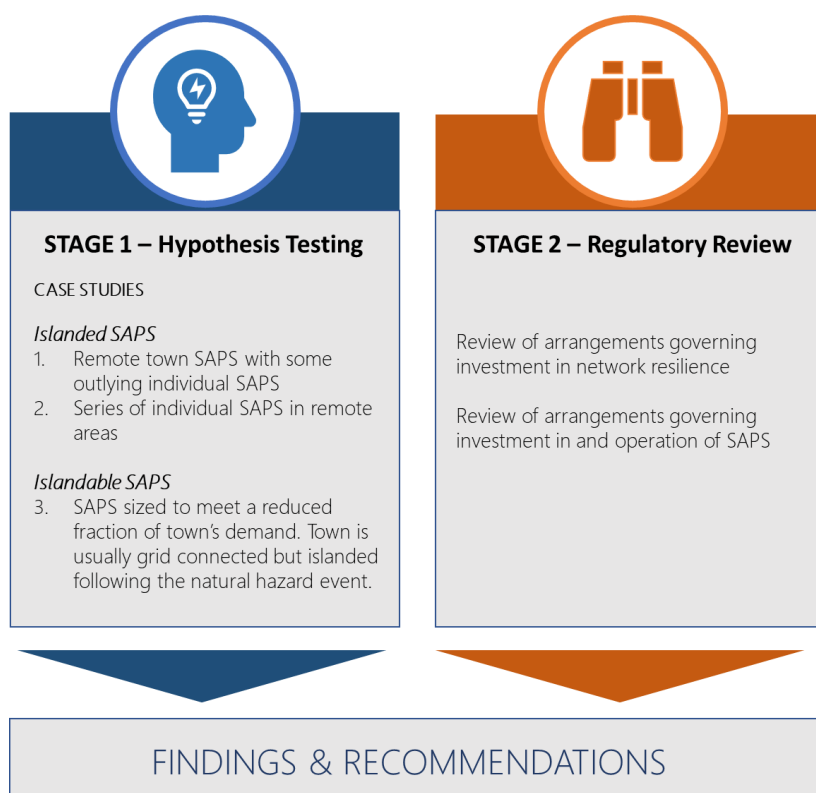 STAGE 1 – Hypothesis Testing
CASE STUDIES
Islanded SAPS
1. Remote town SAPS with some
outlying individual SAPS
2. Series of individual SAPS in remote
areas
Islandable SAPS
3. SAPS sized to meet a reduced
fraction of town's demand. Town is
usually grid connected but islanded
following the natural hazard event.
STAGE 2 – Regulatory Review
Review of arrangements governing
investment in network resilience
Review of arrangements governing
investment in and operation of SAPS
FINDINGS & RECOMMENDATIONS